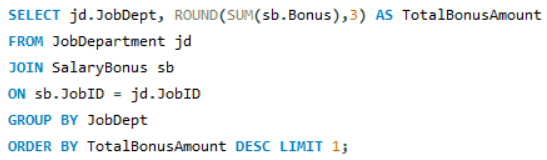 SELECT jd.JobDept, ROUND(SUM(sb.Bonus),3) AS TotalBonusAmount
FROM JobDepartment jd
JOIN SalaryBonus sb
ON sb.JobID = jd.JobID
GROUP BY JobDept
ORDER BY TotalBonusAmount DESC LIMIT 1;